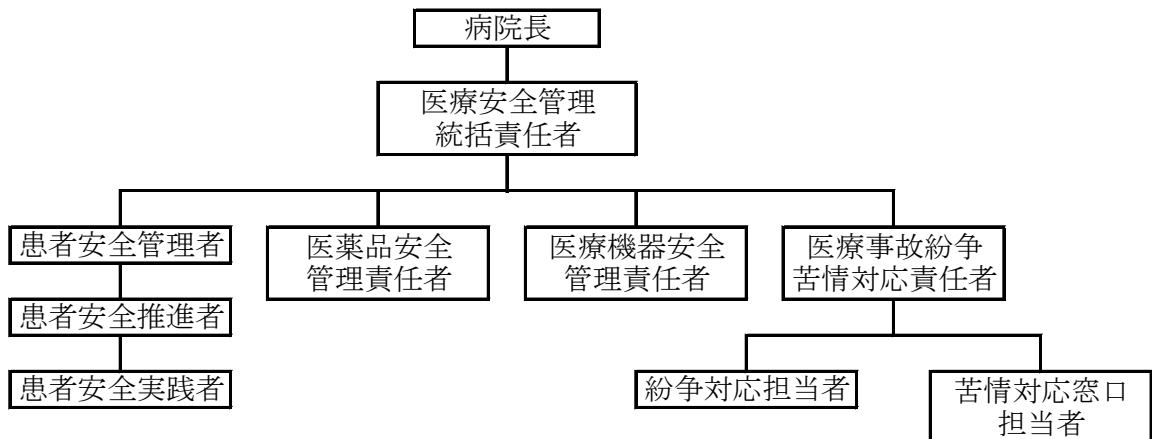 病院長
医療安全管理
統括責任者
患者安全管理者
医薬品安全
管理責任者
医療機器安全
管理責任者
医療事故紛争
苦情対応責任者
患者安全推進者
患者安全実践者
紛争対応担当者
苦情対応窓口
担当者